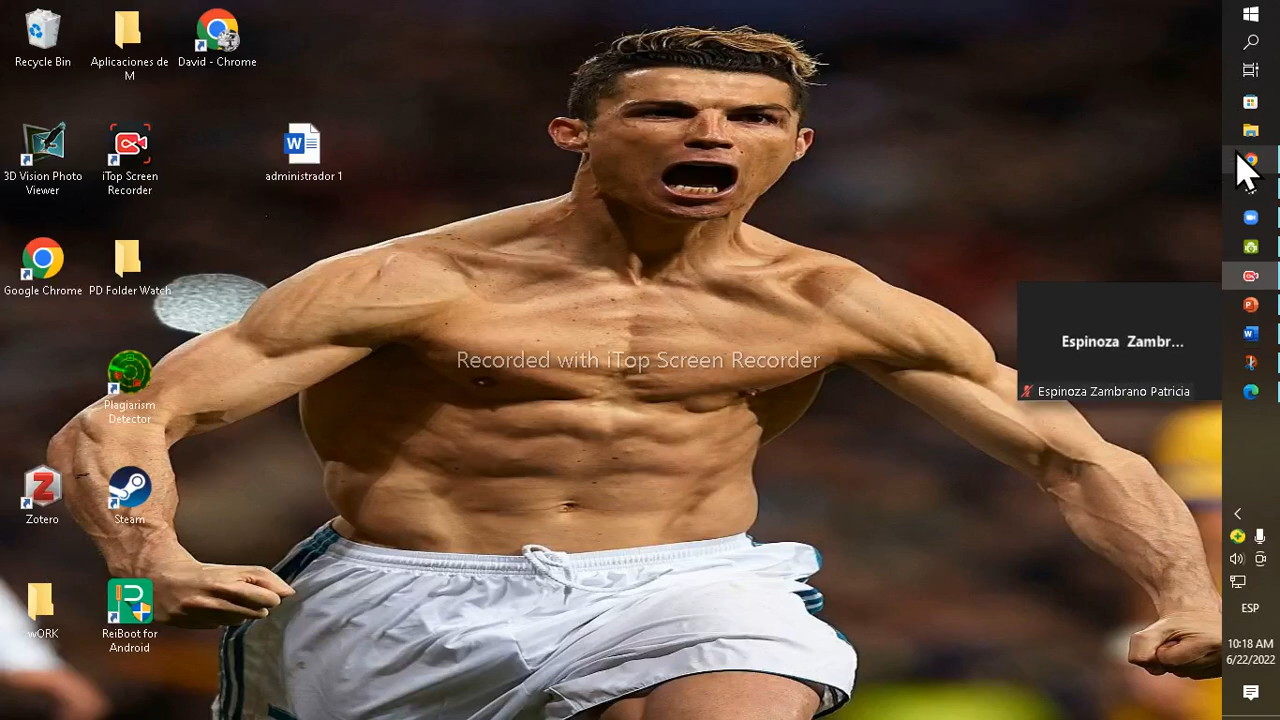 Recycle Bin
Aplicaciones de
M
David - Chrome
3D Vision Photo
Viewer
iTop Screen
Recorder
W
administrador 1
Google Chrome
PD Folder Watch
Recorded with iTop Screen Recorder
Espinoza Zambr...
Espinoza Zambrano Patricia
Plagiarism
Detector
Z
Zotero
Steam
wORK
ReiBoot for
Android
ESP
10:18 AM
6/22/2022